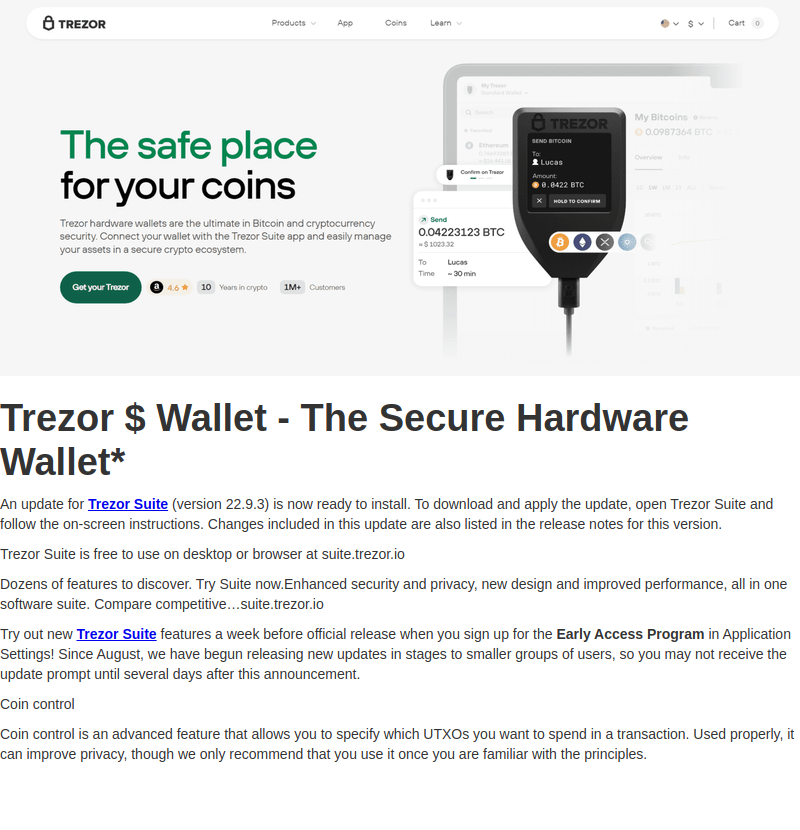 TREZOR
Products App Coins Learn $ Cart 0
The safe place
for your coins
Trezor hardware wallets are the ultimate in Bitcoin and cryptocurrency
security. Connect your wallet with the Trezor Suite app and easily manage
your assets in a secure crypto ecosystem.
Get your Trezor
4.6
10 Years in crypto
1M+ Customers
My Trezor
Ethereum
Confirm on Trezor
Send
0.04223123 BTC
≈ $ 1023.32
To Lucas
Time ~ 30 min
TREZOR
SEND BITCOIN
To:
Lucas
Amount:
0.0422 BTC
HOLD TO CONFIRM
My Bitcoins
0.0987364 BTC
Overview
Trezor $ Wallet - The Secure Hardware
Wallet*
An update for Trezor Suite (version 22.9.3) is now ready to install. To download and apply the update, open Trezor Suite and
follow the on-screen instructions. Changes included in this update are also listed in the release notes for this version.
Trezor Suite is free to use on desktop or browser at suite.trezor.io
Dozens of features to discover. Try Suite now.Enhanced security and privacy, new design and improved performance, all in one
software suite. Compare competitive…suite.trezor.io
Try out new Trezor Suite features a week before official release when you sign up for the Early Access Program in Application
Settings! Since August, we have begun releasing new updates in stages to smaller groups of users, so you may not receive the
update prompt until several days after this announcement.
Coin control
Coin control is an advanced feature that allows you to specify which UTXOs you want to spend in a transaction. Used properly, it
can improve privacy, though we only recommend that you use it once you are familiar with the principles.